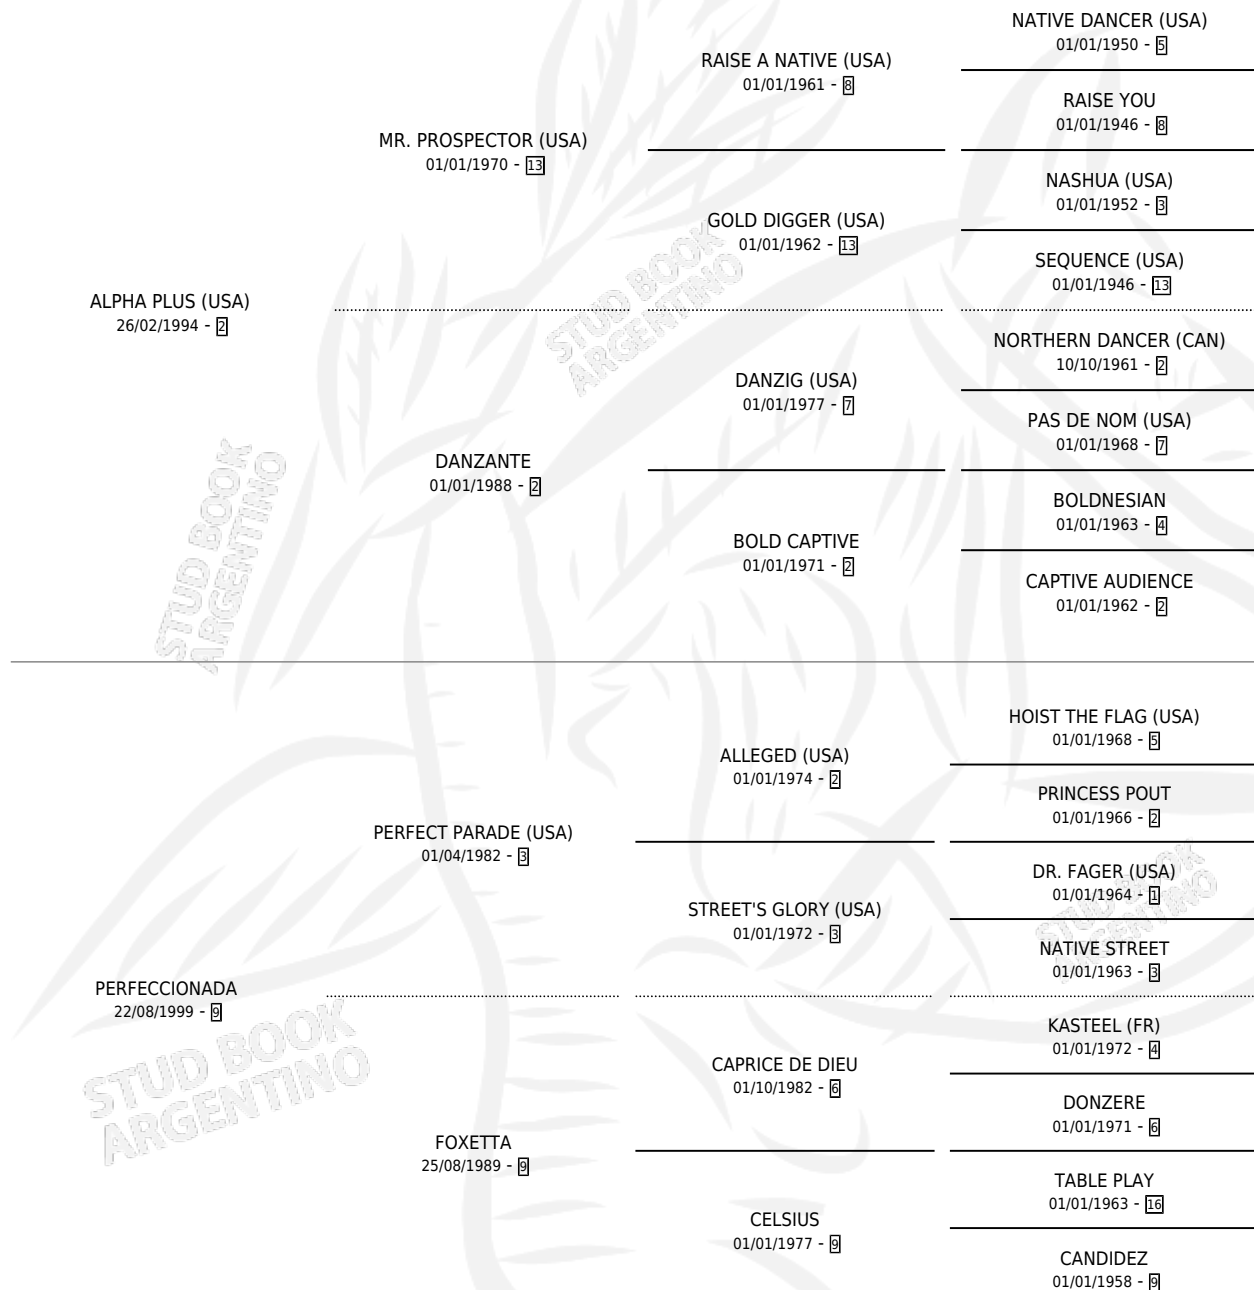 NATIVE DANCER (USA)
01/01/1950 - 5
RAISE A NATIVE (USA)
01/01/1961 - 8
RAISE YOU
01/01/1946 - 8
MR. PROSPECTOR (USA)
01/01/1970 - 13
NASHUA (USA)
01/01/1952 - 3
GOLD DIGGER (USA)
01/01/1962 - 13
SEQUENCE (USA)
01/01/1946 - 13
ALPHA PLUS (USA)
26/02/1994 - 2
NORTHERN DANCER (CAN)
10/10/1961 - 2
DANZIG (USA)
01/01/1977 - 7
PAS DE NOM (USA)
01/01/1968 - 7
DANZANTE
01/01/1988 - 2
BOLDNESIAN
01/01/1963 - 4
BOLD CAPTIVE
01/01/1971 - 2
CAPTIVE AUDIENCE
01/01/1962 - 2
HOIST THE FLAG (USA)
01/01/1968 - 5
ALLEGED (USA)
01/01/1974 - 2
PRINCESS POUT
01/01/1966 - 2
PERFECT PARADE (USA)
01/04/1982 - 3
DR. FAGER (USA)
01/01/1964 - 1
STREET'S GLORY (USA)
01/01/1972 - 3
NATIVE STREET
01/01/1963 - 3
PERFECCIONADA
22/08/1999 - 9
KASTEEL (FR)
01/01/1972 - 4
CAPRICE DE DIEU
01/10/1982 - 6
DONZERE
01/01/1971 - 6
FOXETTA
25/08/1989 - 9
TABLE PLAY
01/01/1963 - 16
CELSIUS
01/01/1977 - 9
CANDIDEZ
01/01/1958 - 9
STUD BOOK
ARGENTINO
STUD BOOK
ARGENTINO
STUD BOOK
ARGENTINO
STUD BOOK
ARGENTINO